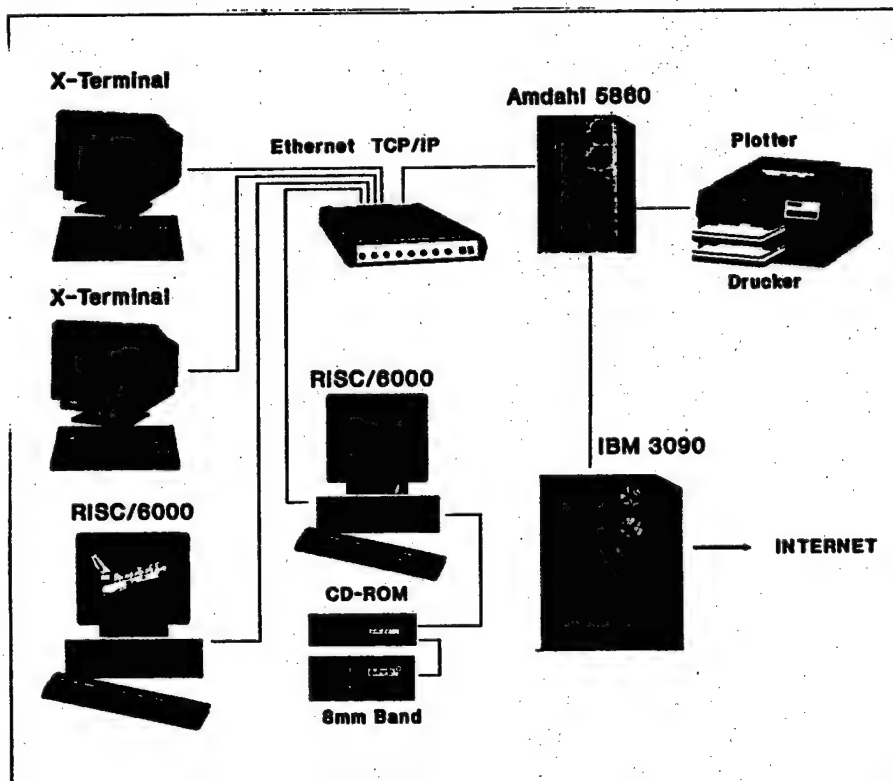 X-Terminal
Amdahl 5860
Ethernet TCP/IP
Plotter
Drucker
X-Terminal
RISC/6000
IBM 3090
RISC/6000
INTERNET
CD-ROM
8mm Band